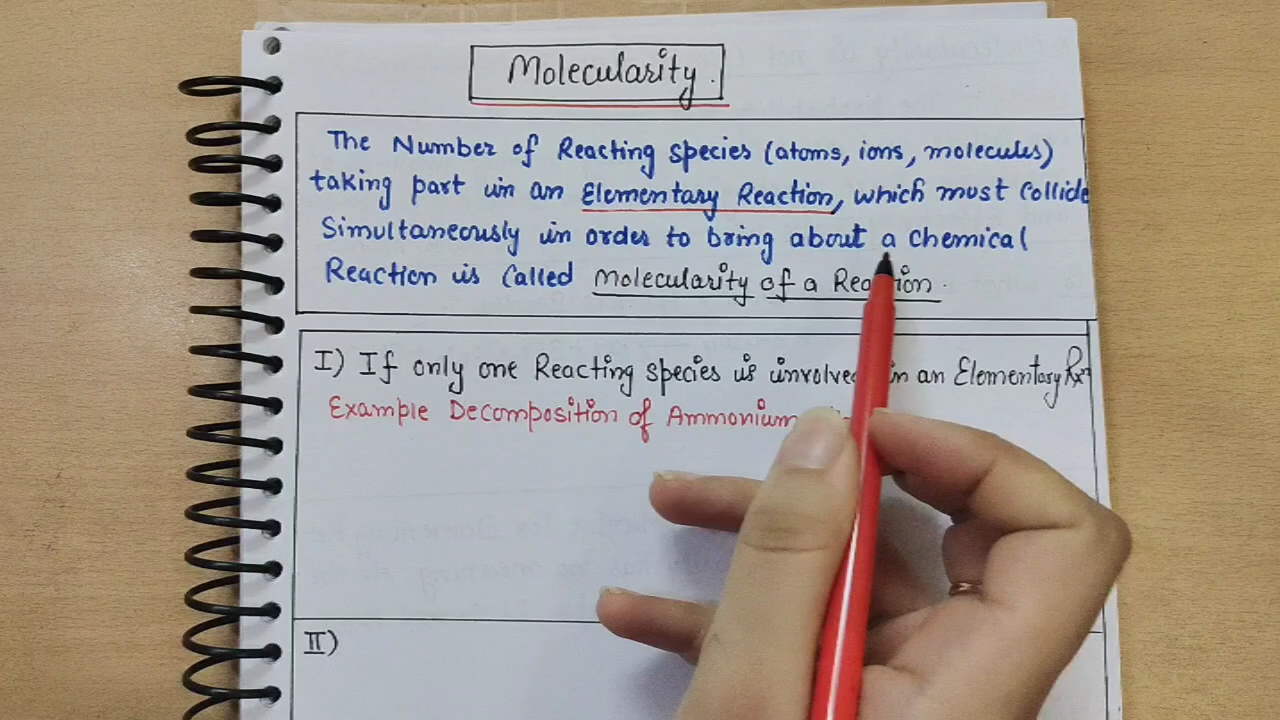 Molecularity.
The Number of Reacting species (atoms, ions, molecules)
taking part in an Elementary Reaction, which must Collide
Simultaneously in order to bring about a Chemical
Reaction is Called Molecularity of a Reaction.
I) If only one Reacting species is involved in an Elementary Rxn
Example Decomposition of Ammonium
II)